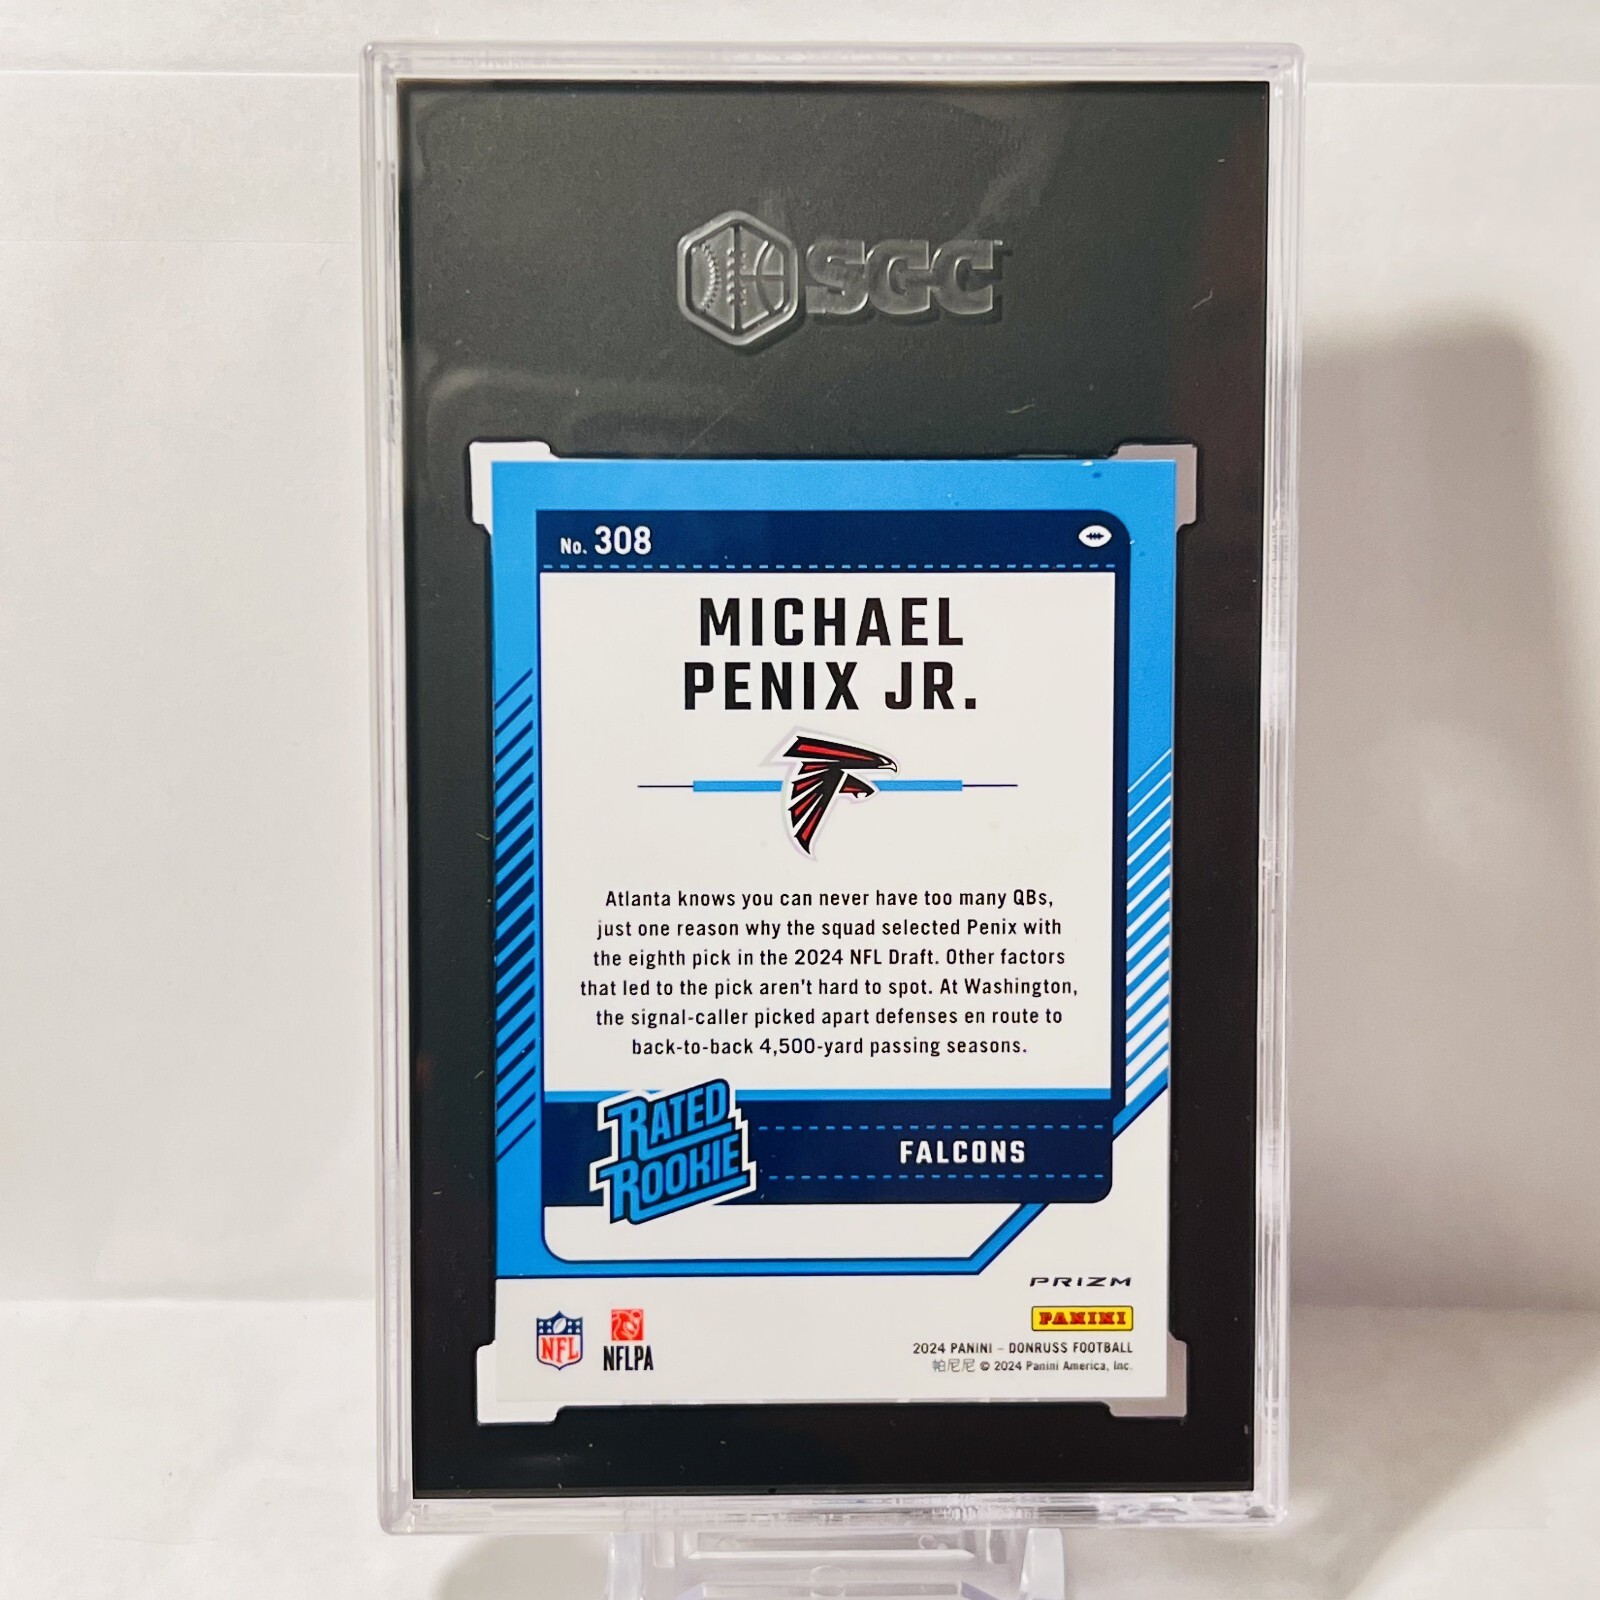 SGC
No. 308
MICHAEL
PENIX JR.
Atlanta knows you can never have too many QBs,
just one reason why the squad selected Penix with
the eighth pick in the 2024 NFL Draft. Other factors
that led to the pick aren't hard to spot. At Washington,
the signal-caller picked apart defenses en route to
back-to-back 4,500-yard passing seasons.
RATED
ROOKIE
FALCONS
PRIZM
PANINI
NFL
NFLPA
2024 PANINI – DONRUSS FOOTBALL
帕尼尼 © 2024 Panini America, Inc.